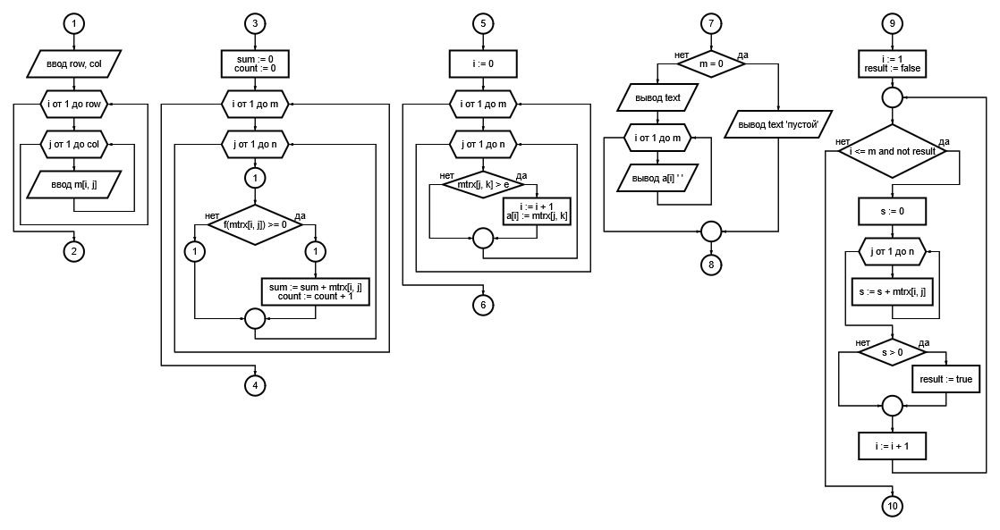 1
ввод row, col
i от 1 до row
j от 1 до col
ввод m[i, j]
2
3
sum := 0
count := 0
i от 1 до m
j от 1 до n
1
нет
f(mtrx[i, j]) >= 0
да
1
1
sum := sum + mtrx[i, j]
count := count + 1
4
5
i := 0
i от 1 до m
j от 1 до n
нет
mtrx[j, k] > e
да
i := i + 1
a[i] := mtrx[j, k]
6
7
нет
m = 0
да
вывод text
вывод text 'пустой'
i от 1 до m
вывод a[i] ' '
8
9
i := 1
result := false
нет
i <= m and not result
да
s := 0
j от 1 до n
s := s + mtrx[i, j]
нет
s > 0
да
result := true
i := i + 1
10